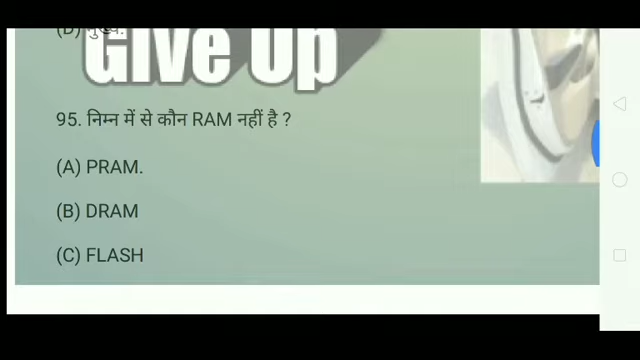 (D) मुख्य.
Give Up
95. निम्न में से कौन RAM नहीं है ?
(A) PRAM.
(B) DRAM
(C) FLASH